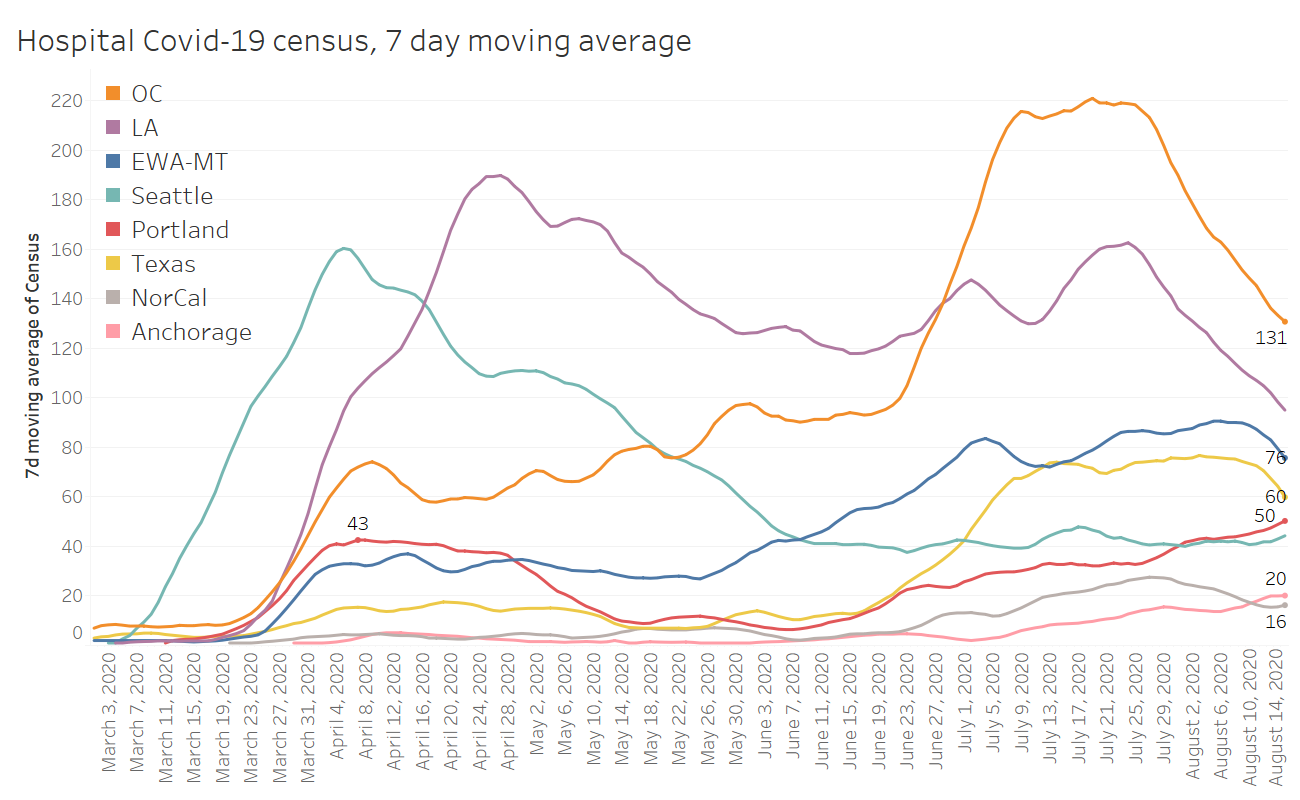 Hospital Covid-19 census, 7 day moving average
OC
LA
EWA-MT
Seattle
Portland
Texas
NorCal
Anchorage
7d moving average of Census
220
200
180
160
140
120
100
80
60
40
20
0
43
131
76
60
50
20
16
March 3, 2020
March 7, 2020
March 11, 2020
March 15, 2020
March 19, 2020
March 23, 2020
March 27, 2020
March 31, 2020
April 4, 2020
April 8, 2020
April 12, 2020
April 16, 2020
April 20, 2020
April 24, 2020
April 28, 2020
May 2, 2020
May 6, 2020
May 10, 2020
May 14, 2020
May 18, 2020
May 22, 2020
May 26, 2020
May 30, 2020
June 3, 2020
June 7, 2020
June 11, 2020
June 15, 2020
June 19, 2020
June 23, 2020
June 27, 2020
July 1, 2020
July 5, 2020
July 9, 2020
July 13, 2020
July 17, 2020
July 21, 2020
July 25, 2020
July 29, 2020
August 2, 2020
August 6, 2020
August 10, 2020
August 14, 2020